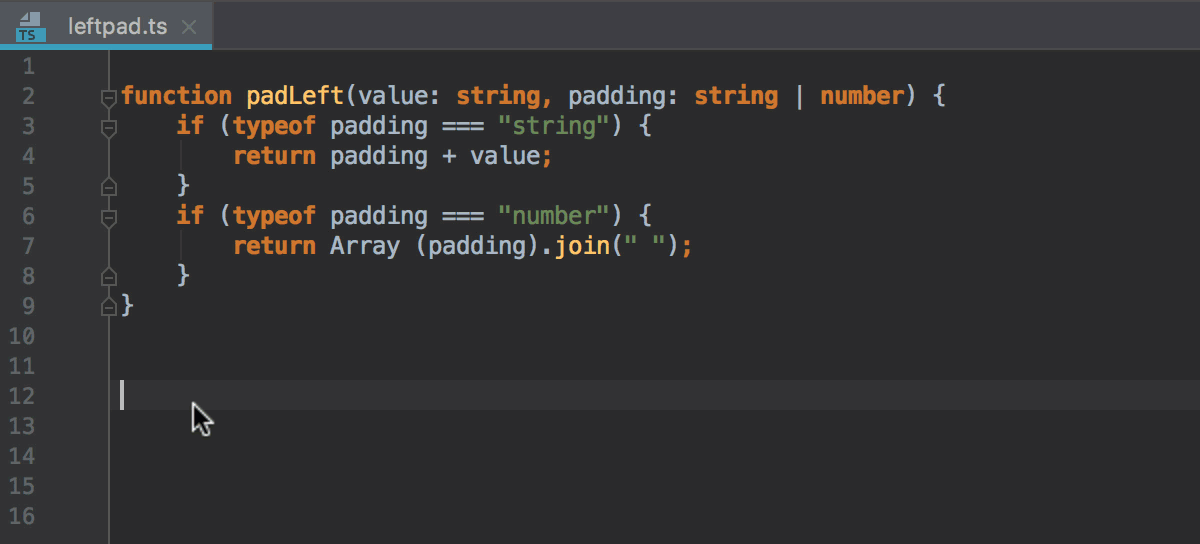 TS leftpad.ts
1
2 function padLeft(value: string, padding: string | number) {
3 if (typeof padding === "string") {
4 return padding + value;
5 }
6 if (typeof padding === "number") {
7 return Array (padding).join(" ");
8 }
9 }
10
11
12
13
14
15
16